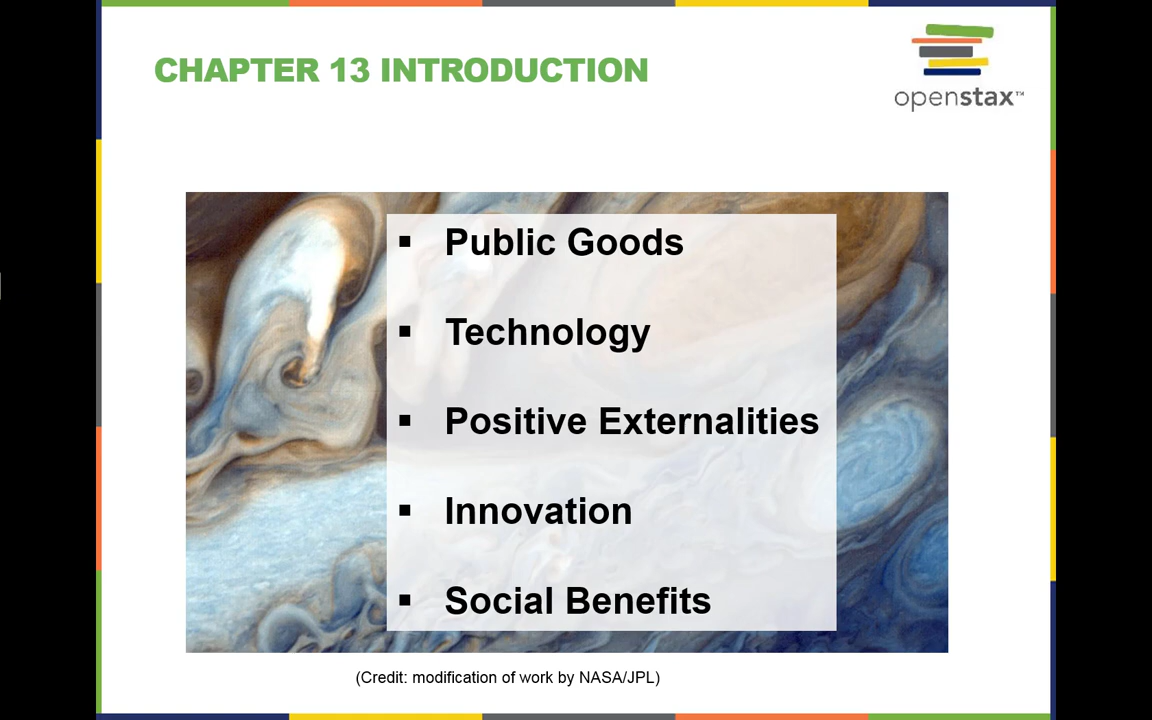 CHAPTER 13 INTRODUCTION
openstax™
▪ Public Goods
▪ Technology
▪ Positive Externalities
▪ Innovation
▪ Social Benefits
(Credit: modification of work by NASA/JPL)